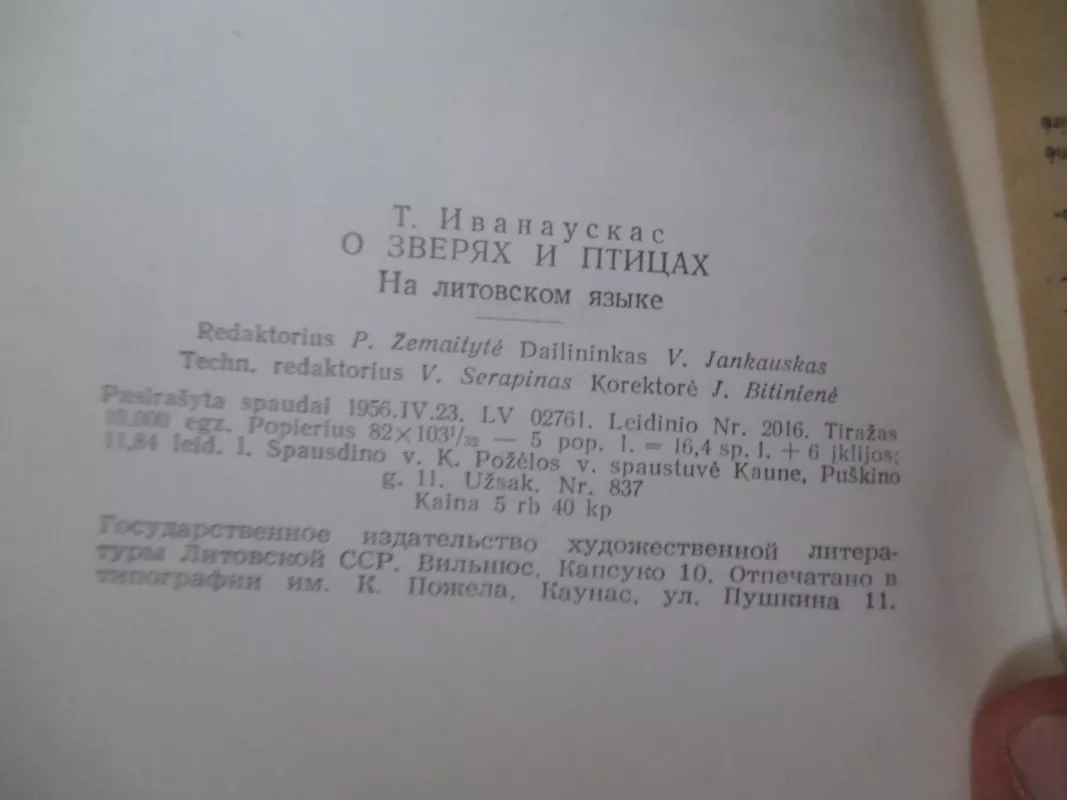 Т. Иванаускас
О ЗВЕРЯХ И ПТИЦАХ
На литовском языке
Redaktorius P. Žemaitytė Dailininkas V. Jankauskas
Techn. redaktorius V. Serapinas Korektorė J. Bitinienė
Pasirašyta spaudai 1956.IV.23. LV 02761. Leidinio Nr. 2016. Tiražas
10.000 egz. Popierius 82×103¹/₃₂ — 5 pop. l. = 16,4 sp. l. + 6 įklijos;
11,84 leid. l. Spausdino v. K. Požėlos v. spaustuvė Kaune, Puškino
g. 11. Užsak. Nr. 837
Kaina 5 rb 40 kp
Государственное издательство художественной литера-
туры Литовской ССР. Вильнюс, Капсуко 10. Отпечатано в
типографии им. К. Пожела, Каунас, ул. Пушкина 11.